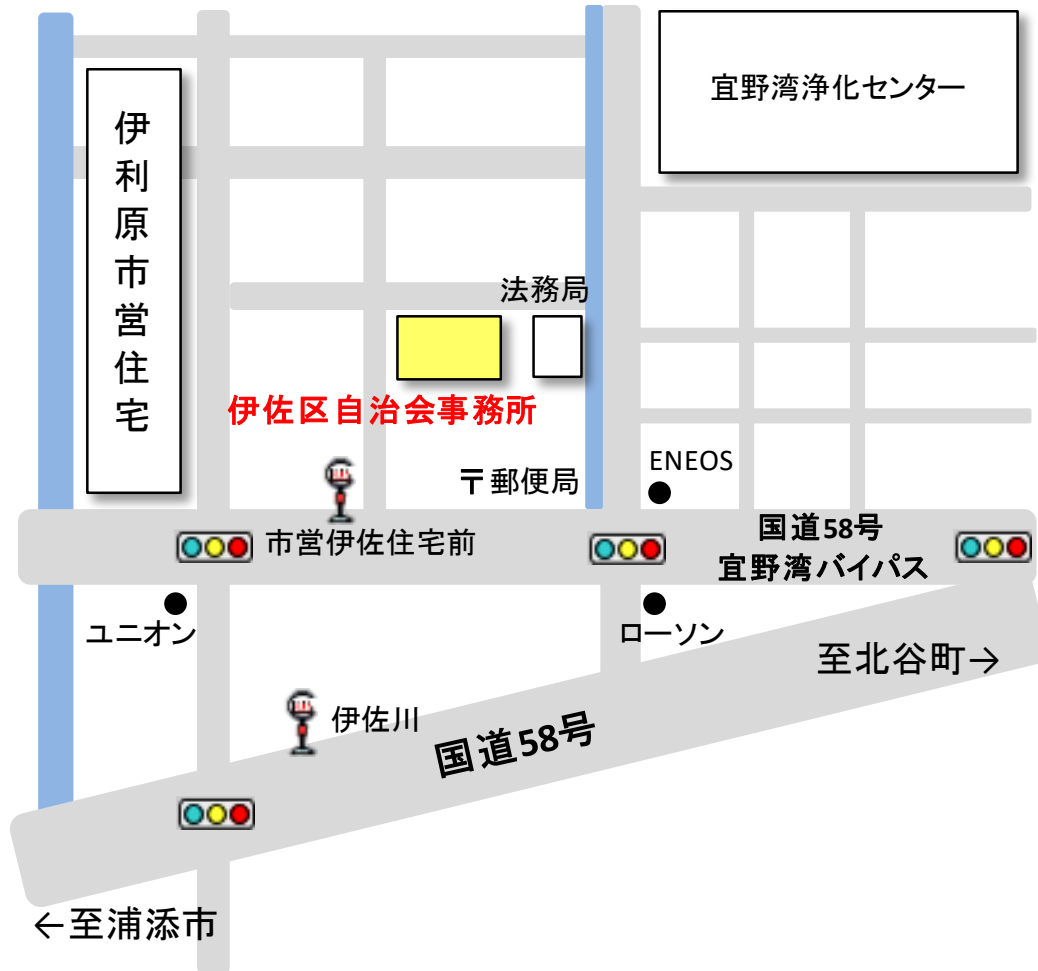 宜野湾浄化センター
伊利原市営住宅
法務局
伊佐区自治会事務所
〒郵便局
ENEOS
市営伊佐住宅前
国道58号
宜野湾バイパス
ユニオン
ローソン
至北谷町→
伊佐川
国道58号
←至浦添市